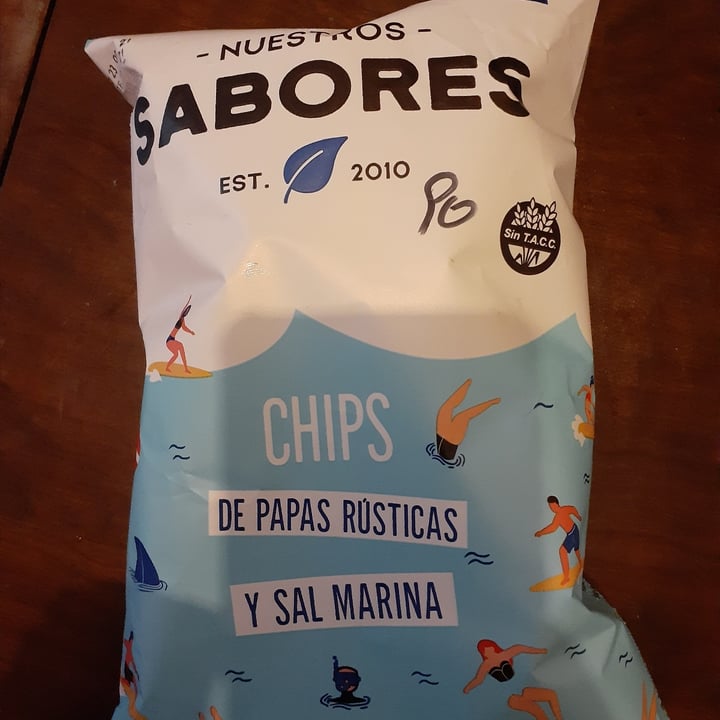 - NUESTROS -
SABORES
EST. 2010
Sin T.A.C.C.
CHIPS
DE PAPAS RÚSTICAS
Y SAL MARINA